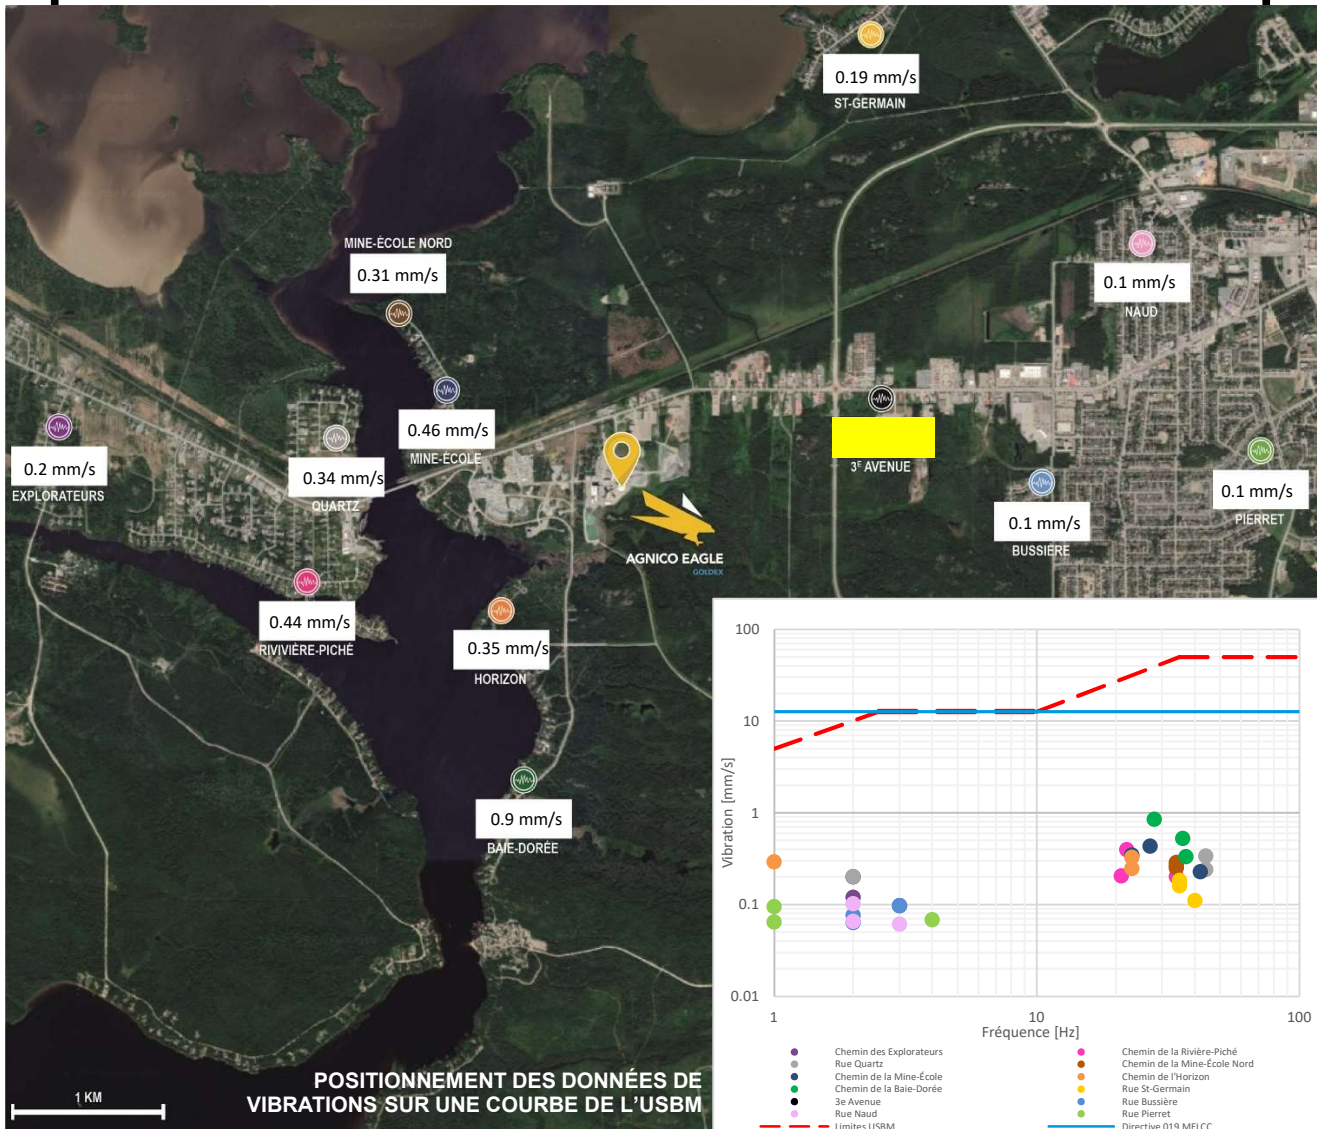 0.19 mm/s
ST-GERMAIN
MINE-ÉCOLE NORD
0.31 mm/s
0.1 mm/s
NAUD
0.46 mm/s
MINE-ÉCOLE
0.2 mm/s
EXPLORATEURS
0.34 mm/s
QUARTZ
3E AVENUE
0.1 mm/s
PIERRET
0.1 mm/s
BUSSIÈRE
AGNICO EAGLE
GOLDEX
0.44 mm/s
RIVIVIÈRE-PICHÉ
0.35 mm/s
HORIZON
0.9 mm/s
BAIE-DORÉE
1 KM
POSITIONNEMENT DES DONNÉES DE
VIBRATIONS SUR UNE COURBE DE L'USBM
100
10
1
0.1
0.01
Vibration [mm/s]
1
10
100
Fréquence [Hz]
Chemin des Explorateurs
Chemin de la Rivière-Piché
Rue Quartz
Chemin de la Mine-École Nord
Chemin de la Mine-École
Chemin de l'Horizon
Chemin de la Baie-Dorée
Rue St-Germain
3e Avenue
Rue Bussière
Rue Naud
Rue Pierret
Limites USBM
Directive 019 MELCC